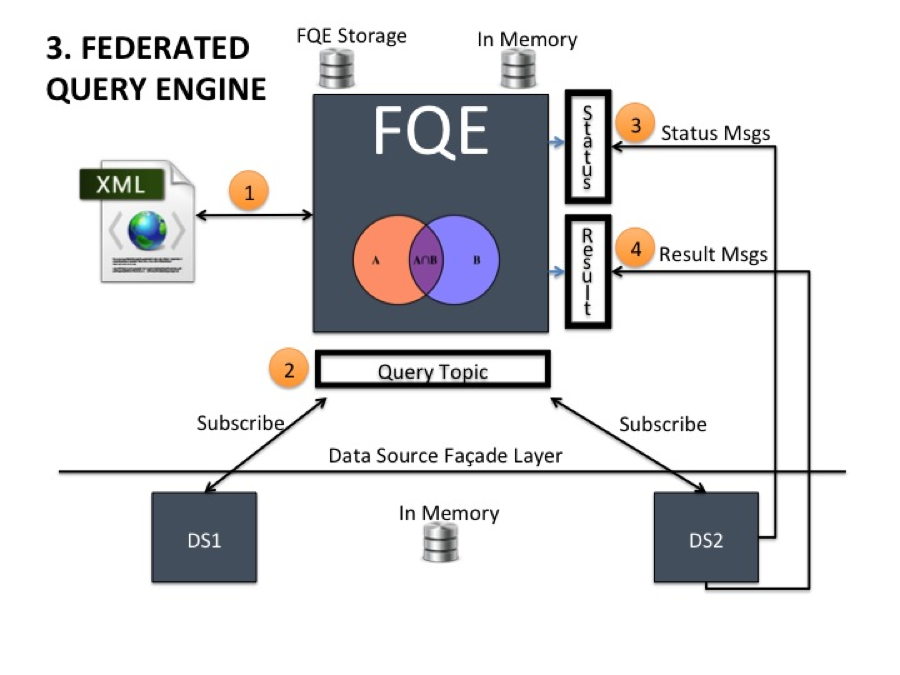 3. FEDERATED
QUERY ENGINE
FQE Storage
In Memory
FQE
Status
3
Status Msgs
XML
1
A
A∩B
B
Result
4
Result Msgs
2
Query Topic
Subscribe
Subscribe
Data Source Façade Layer
In Memory
DS1
DS2